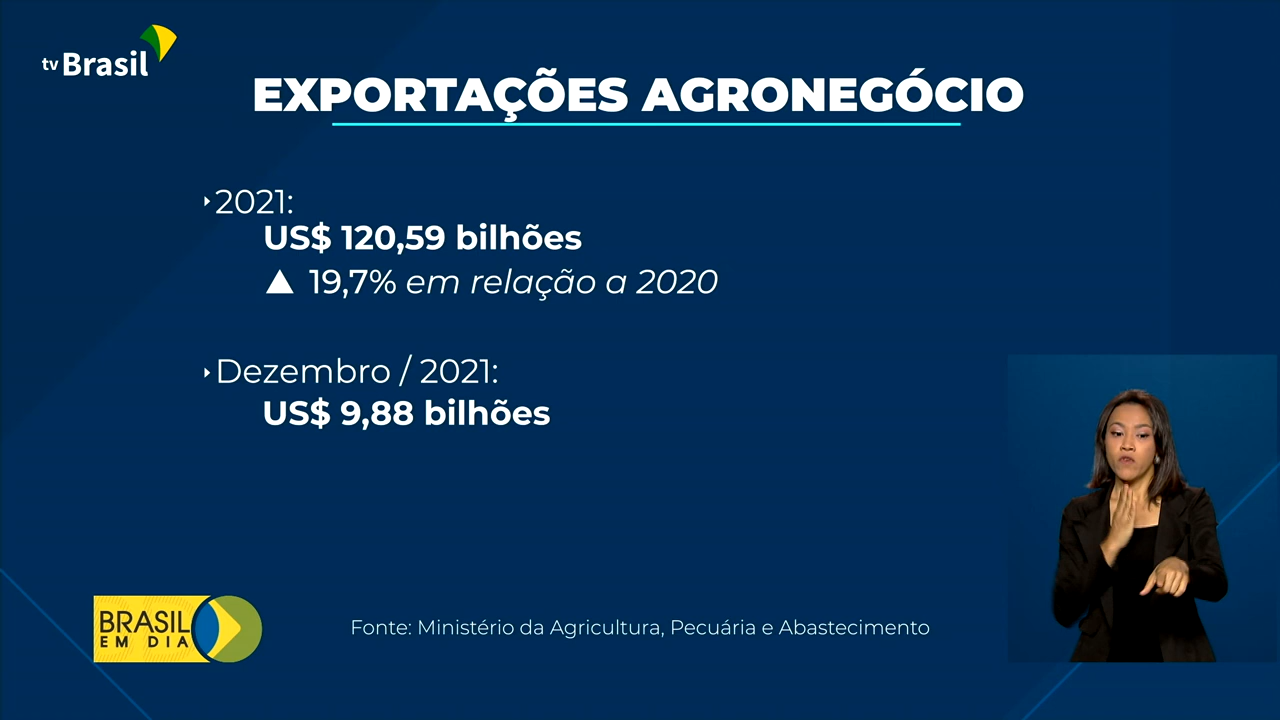 tv Brasil
EXPORTAÇÕES AGRONEGÓCIO
2021:
US$ 120,59 bilhões
▲ 19,7% em relação a 2020
Dezembro / 2021:
US$ 9,88 bilhões
BRASIL
EM DIA
Fonte: Ministério da Agricultura, Pecuária e Abastecimento